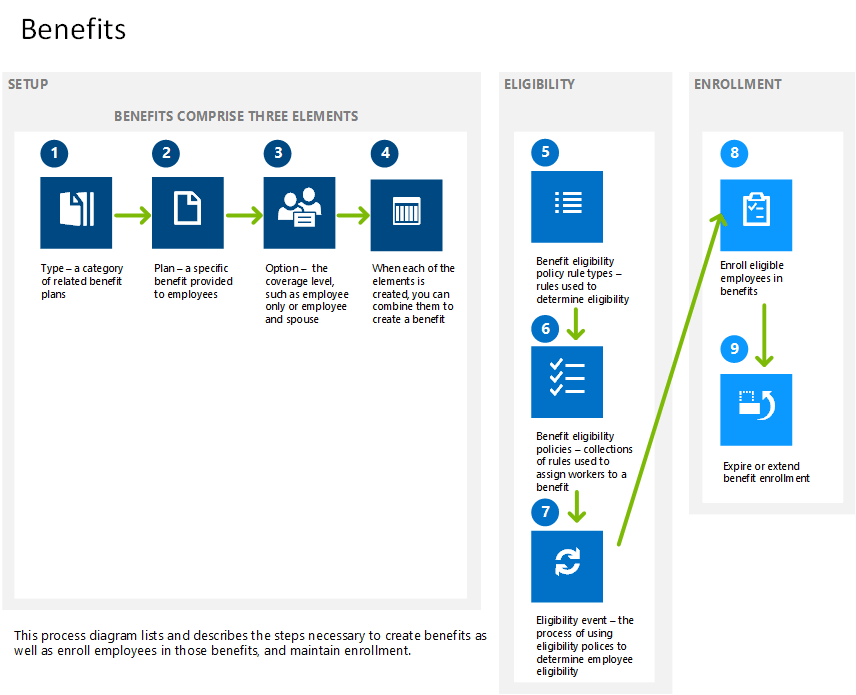 Benefits
SETUP
BENEFITS COMPRISE THREE ELEMENTS
1
Type – a category
of related benefit
plans
2
Plan – a specific
benefit provided
to employees
3
Option – the
coverage level,
such as employee
only or employee
and spouse
4
When each of the
elements is
created, you can
combine them to
create a benefit
ELIGIBILITY
5
Benefit eligibility
policy rule types –
rules used to
determine eligibility
6
Benefit eligibility
policies – collections
of rules used to
assign workers to a
benefit
7
Eligibility event – the
process of using
eligibility polices to
determine employee
eligibility
ENROLLMENT
8
Enroll eligible
employees in
benefits
9
Expire or extend
benefit enrollment
This process diagram lists and describes the steps necessary to create benefits as
well as enroll employees in those benefits, and maintain enrollment.